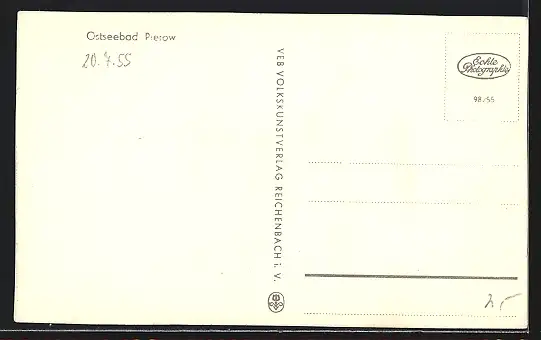 Ostseebad Prerow
20.7.55
VEB VOLKSKUNSTVERLAG REICHENBACH i. V.
Echte
Photographie
98/55